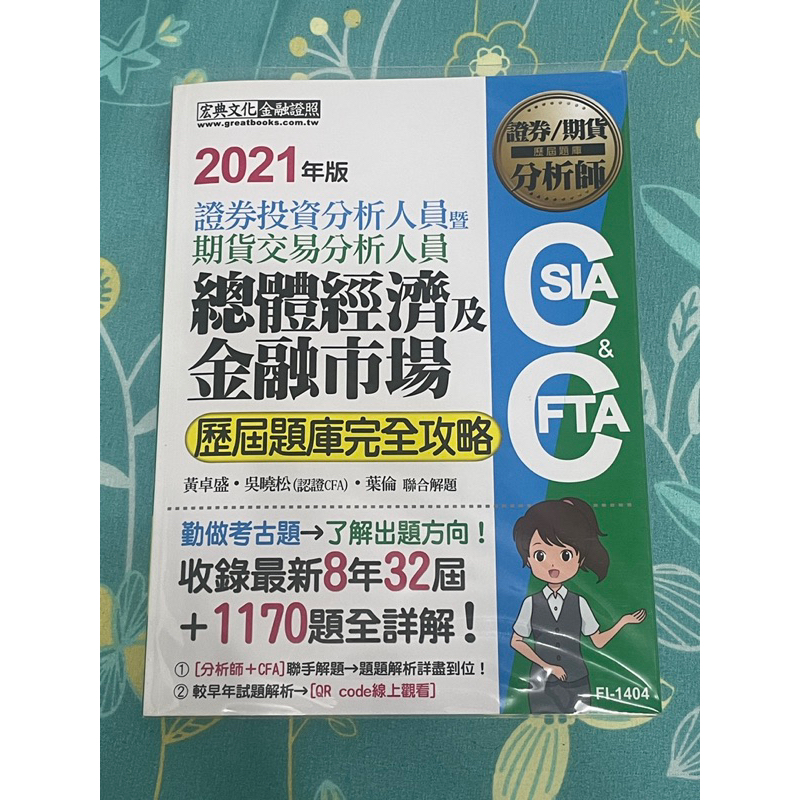 宏典文化 金融證照
www.greatbooks.com.tw
證券/期貨
歷屆題庫
分析師
2021年版
證券投資分析人員暨
期貨交易分析人員
總體經濟及
金融市場
歷屆題庫完全攻略
黃卓盛・吳曉松(認證CFA)・葉倫 聯合解題
CSIA
&
CFTA
勤做考古題→了解出題方向！
收錄最新8年32屆
＋1170題全詳解！
① [分析師＋CFA]聯手解題→題題解析詳盡到位！
② 較早年試題解析→[QR code線上觀看]
FI-1404